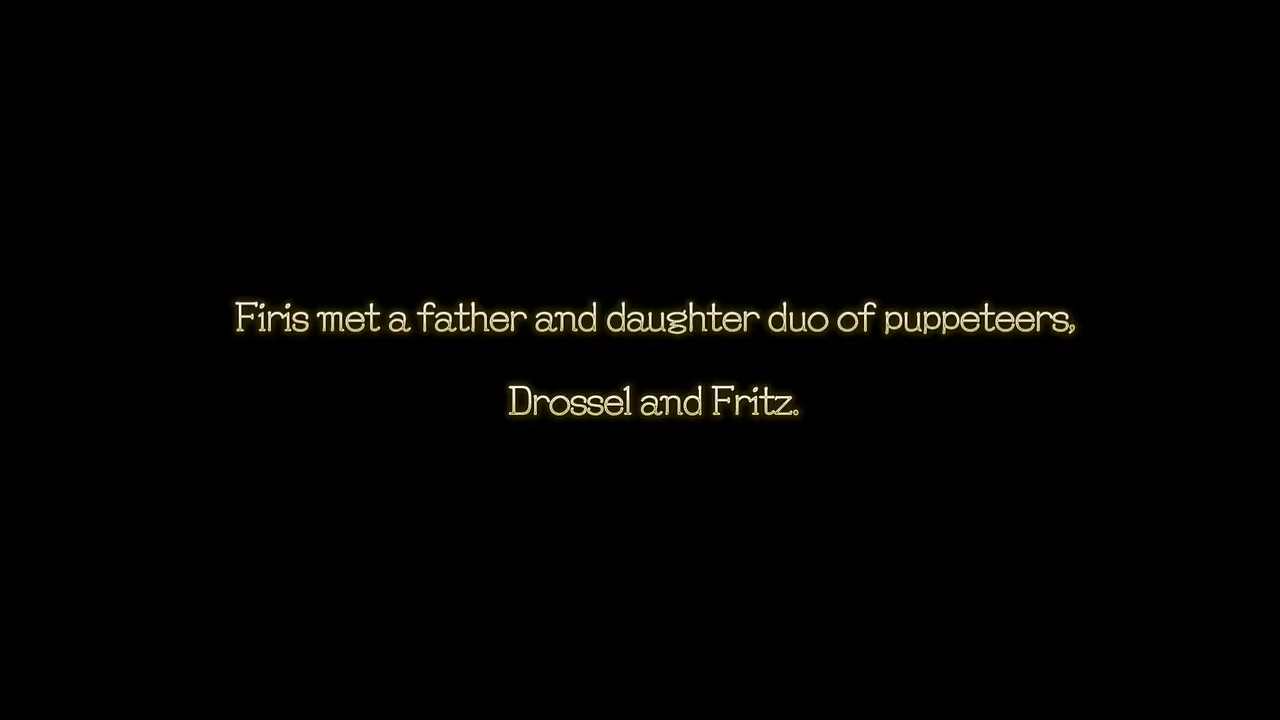 Firis met a father and daughter duo of puppeteers,
Drossel and Fritz.